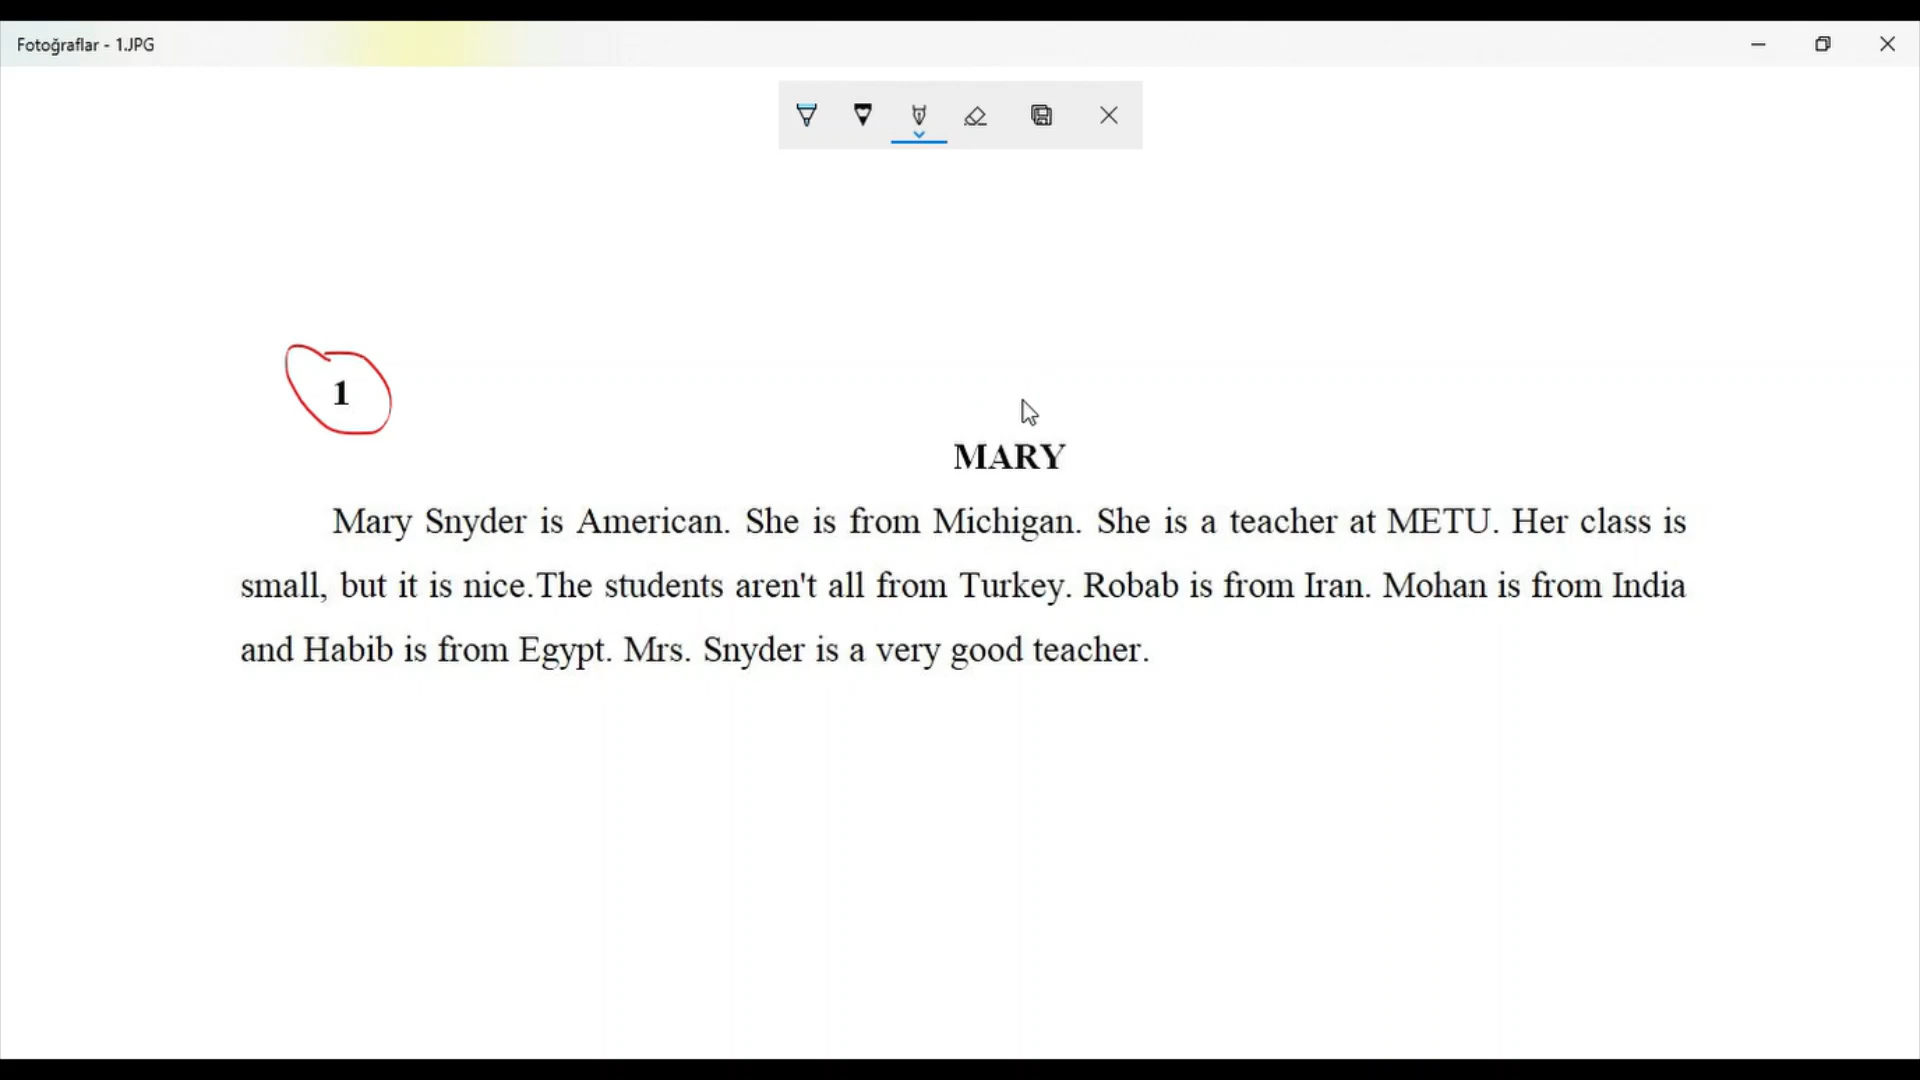 Fotoğraflar - 1.JPG
1
MARY
Mary Snyder is American. She is from Michigan. She is a teacher at METU. Her class is
small, but it is nice.The students aren't all from Turkey. Robab is from Iran. Mohan is from India
and Habib is from Egypt. Mrs. Snyder is a very good teacher.